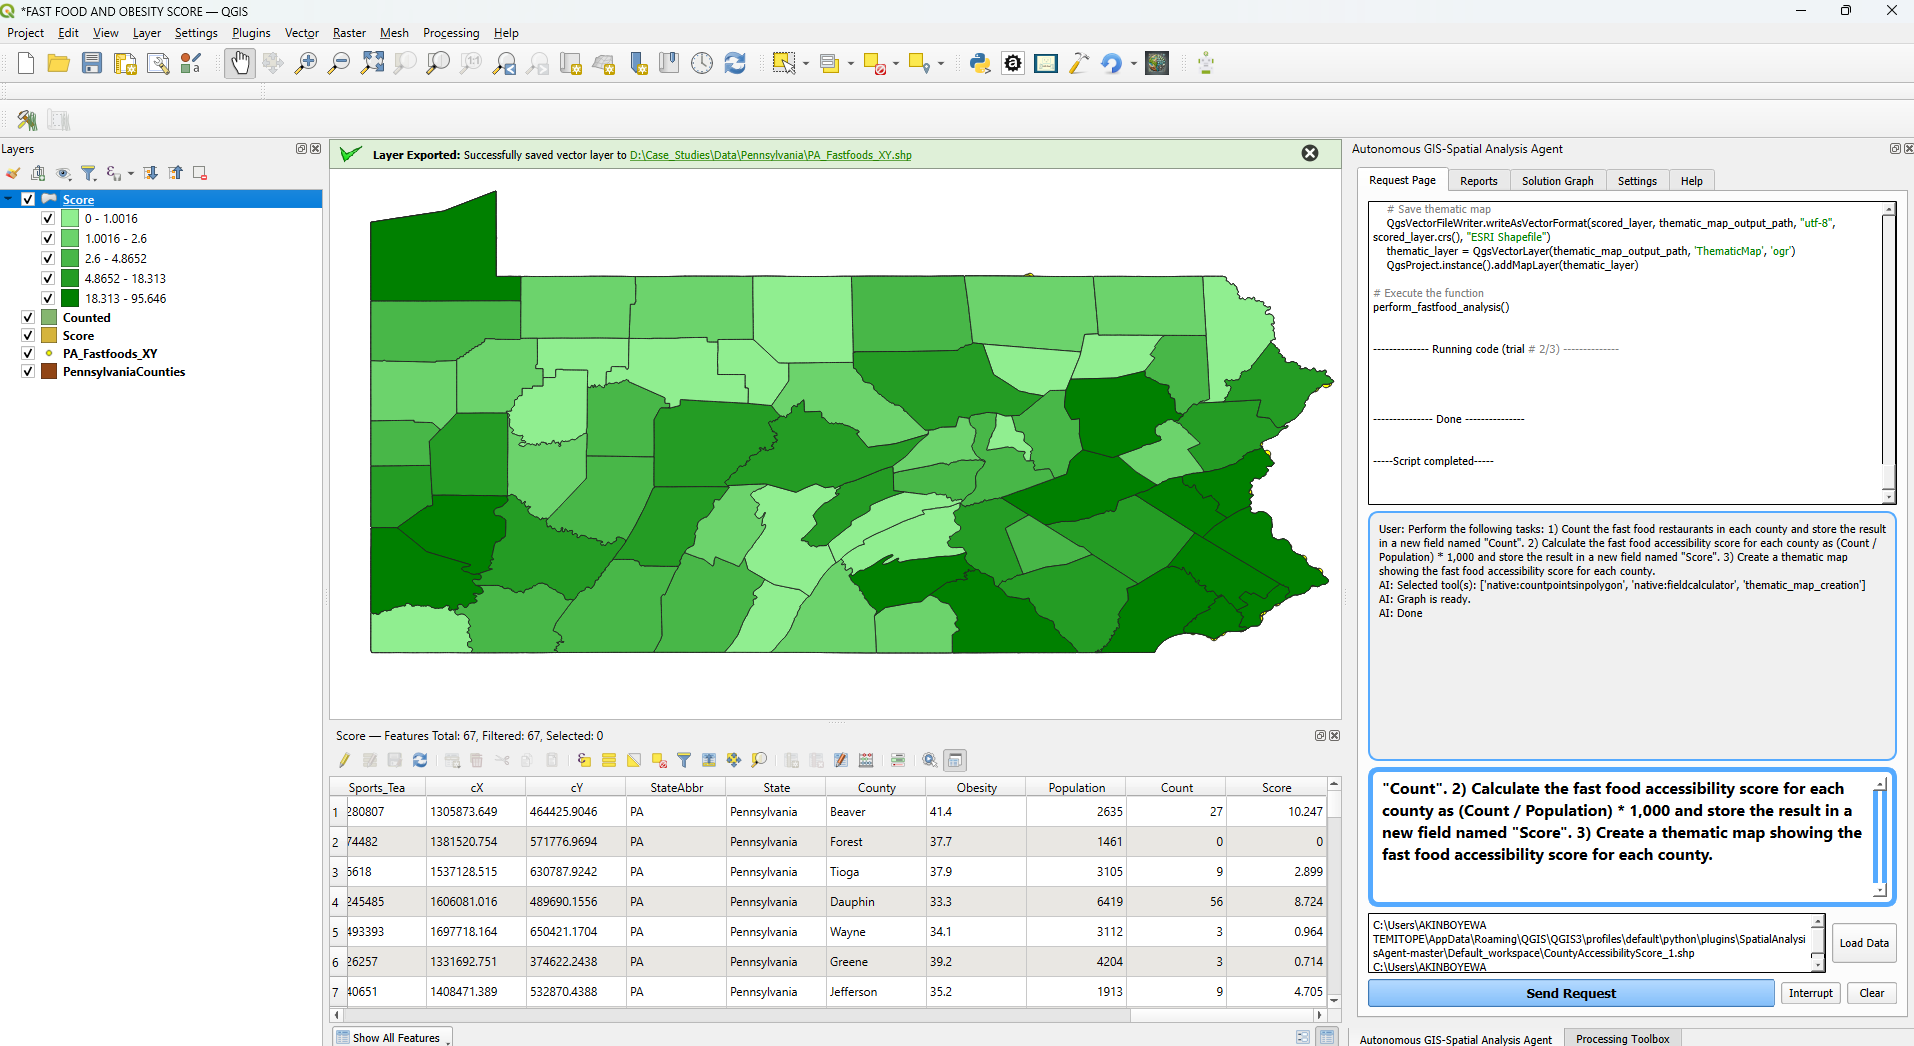 *FAST FOOD AND OBESITY SCORE — QGIS
Project Edit View Layer Settings Plugins Vector Raster Mesh Processing Help
Layers
Score
0 - 1.0016
1.0016 - 2.6
2.6 - 4.8652
4.8652 - 18.313
18.313 - 95.646
Counted
Score
PA_Fastfoods_XY
PennsylvaniaCounties
Layer Exported: Successfully saved vector layer to D:\Case_Studies\Data\Pennsylvania\PA_Fastfoods_XY.shp
Score — Features Total: 67, Filtered: 67, Selected: 0
Sports_Tea cX cY StateAbbr State County Obesity Population Count Score
1 280807 1305873.649 464425.9046 PA Pennsylvania Beaver 41.4 2635 27 10.247
2 74482 1381520.754 571776.9694 PA Pennsylvania Forest 37.7 1461 0 0
3 5618 1537128.515 630787.9242 PA Pennsylvania Tioga 37.9 3105 9 2.899
4 245485 1606081.016 489690.1556 PA Pennsylvania Dauphin 33.3 6419 56 8.724
5 493393 1697718.164 650421.1704 PA Pennsylvania Wayne 34.1 3112 3 0.964
6 26257 1331692.751 374622.2438 PA Pennsylvania Greene 39.2 4204 3 0.714
7 40651 1408471.389 532870.4388 PA Pennsylvania Jefferson 35.2 1913 9 4.705
Show All Features
Autonomous GIS-Spatial Analysis Agent
Request Page Reports Solution Graph Settings Help
# Save thematic map
QgsVectorFileWriter.writeAsVectorFormat(scored_layer, thematic_map_output_path, "utf-8",
scored_layer.crs(), "ESRI Shapefile")
thematic_layer = QgsVectorLayer(thematic_map_output_path, 'ThematicMap', 'ogr')
QgsProject.instance().addMapLayer(thematic_layer)
# Execute the function
perform_fastfood_analysis()
-------------- Running code (trial # 2/3) --------------
--------------- Done ---------------
-----Script completed-----
User: Perform the following tasks: 1) Count the fast food restaurants in each county and store the result
in a new field named "Count". 2) Calculate the fast food accessibility score for each county as (Count /
Population) * 1,000 and store the result in a new field named "Score". 3) Create a thematic map
showing the fast food accessibility score for each county.
AI: Selected tool(s): ['native:countpointsinpolygon', 'native:fieldcalculator', 'thematic_map_creation']
AI: Graph is ready.
AI: Done
"Count". 2) Calculate the fast food accessibility score for each
county as (Count / Population) * 1,000 and store the result in a
new field named "Score". 3) Create a thematic map showing the
fast food accessibility score for each county.
C:\Users\AKINBOYEWA
TEMITOPE\AppData\Roaming\QGIS\QGIS3\profiles\default\python\plugins\SpatialAnalysi
sAgent-master\Default_workspace\CountyAccessibilityScore_1.shp
C:\Users\AKINBOYEWA
Load Data
Send Request
Interrupt
Clear
Autonomous GIS-Spatial Analysis Agent
Processing Toolbox